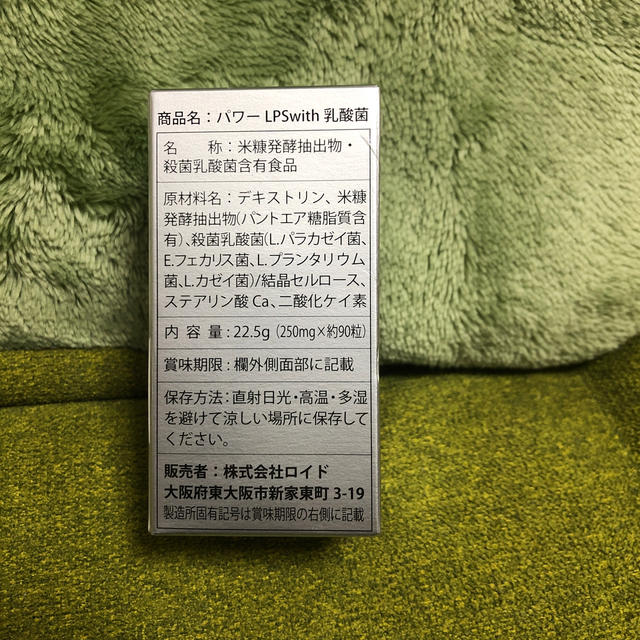 商品名：パワー LPSwith 乳酸菌
名　　称：米糠発酵抽出物・
殺菌乳酸菌含有食品
原材料名：デキストリン、米糠
発酵抽出物(パントエア糖脂質含
有)、殺菌乳酸菌(L.パラカゼイ菌、
E.フェカリス菌、L.プランタリウム
菌、L.カゼイ菌)/結晶セルロース、
ステアリン酸 Ca、二酸化ケイ素
内 容 量：22.5g（250mg×約90粒）
賞味期限：欄外側面部に記載
保存方法：直射日光・高温・多湿
を避けて涼しい場所に保存して
ください。
販売者：株式会社ロイド
大阪府東大阪市新家東町 3-19
製造所固有記号は賞味期限の右側に記載